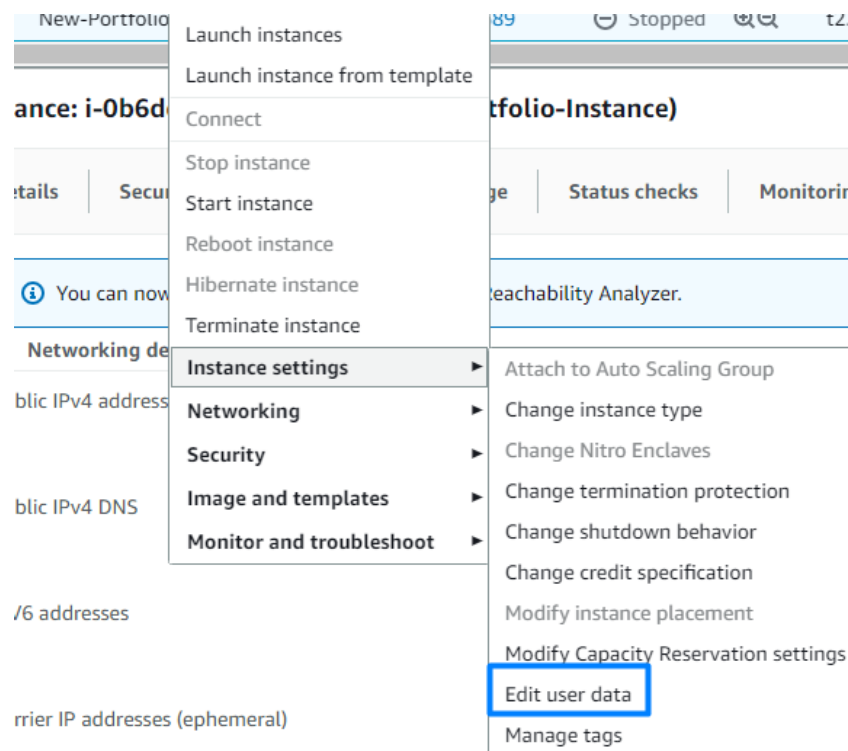 New-Portfolio
89 Stopped t2.
Launch instances
Launch instance from template
ance: i-0b6d tfolio-Instance)
Connect
Stop instance
etails Secu ge Status checks Monitorin
Start instance
Reboot instance
Hibernate instance
You can now Reachability Analyzer.
Terminate instance
Networking de
Instance settings
Attach to Auto Scaling Group
blic IPv4 address
Networking
Change instance type
Security
Change Nitro Enclaves
Image and templates
Change termination protection
blic IPv4 DNS
Monitor and troubleshoot
Change shutdown behavior
Change credit specification
/6 addresses
Modify instance placement
Modify Capacity Reservation settings
Edit user data
rrier IP addresses (ephemeral)
Manage tags